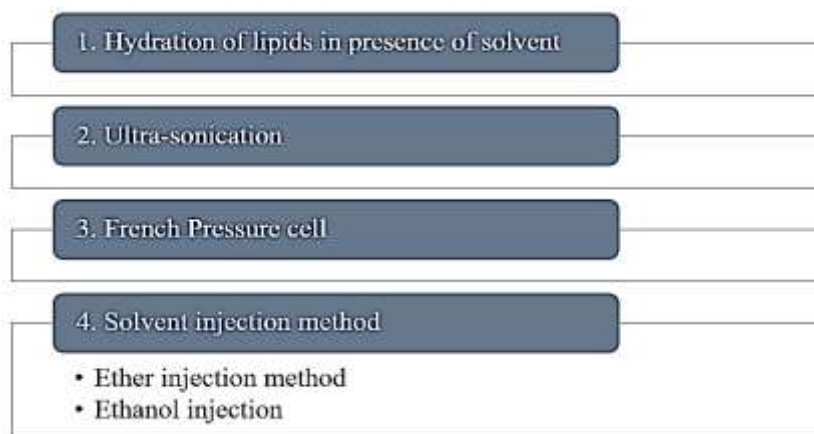 1. Hydration of lipids in presence of solvent
2. Ultra-sonication
3. French Pressure cell
4. Solvent injection method
• Ether injection method
• Ethanol injection